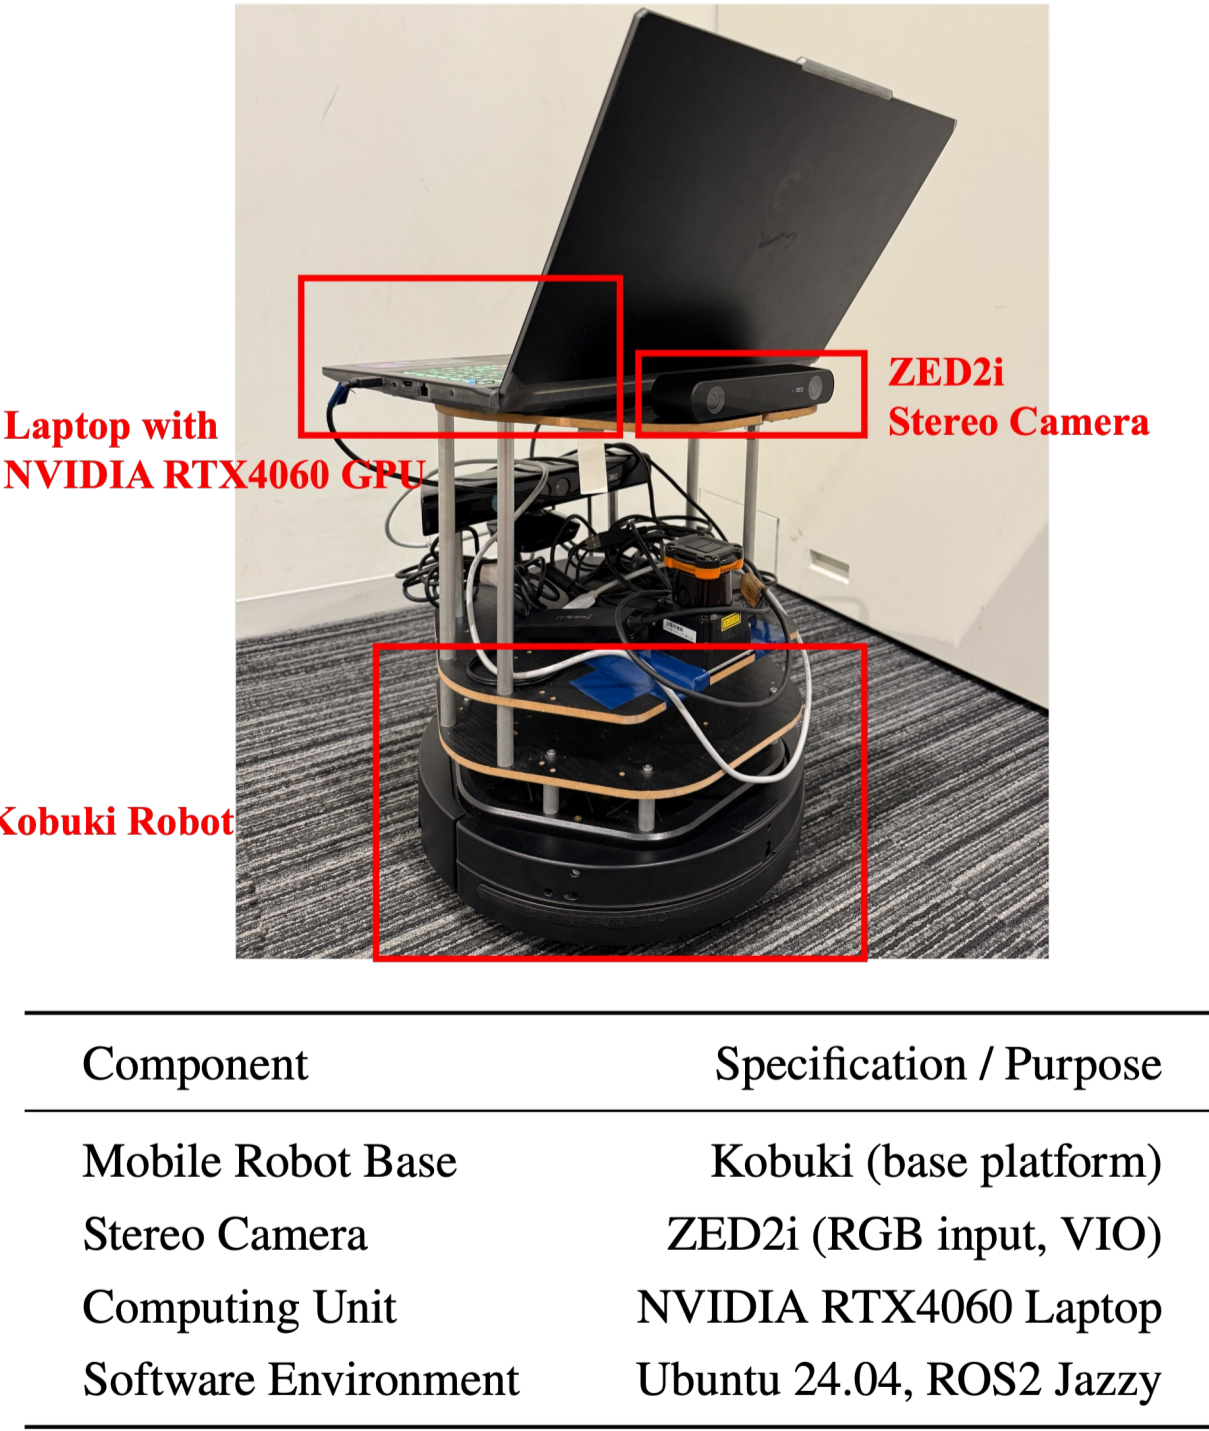 ZED2i
Stereo Camera
Laptop with
NVIDIA RTX4060 GPU
Kobuki Robot
Component Specification / Purpose
Mobile Robot Base Kobuki (base platform)
Stereo Camera ZED2i (RGB input, VIO)
Computing Unit NVIDIA RTX4060 Laptop
Software Environment Ubuntu 24.04, ROS2 Jazzy